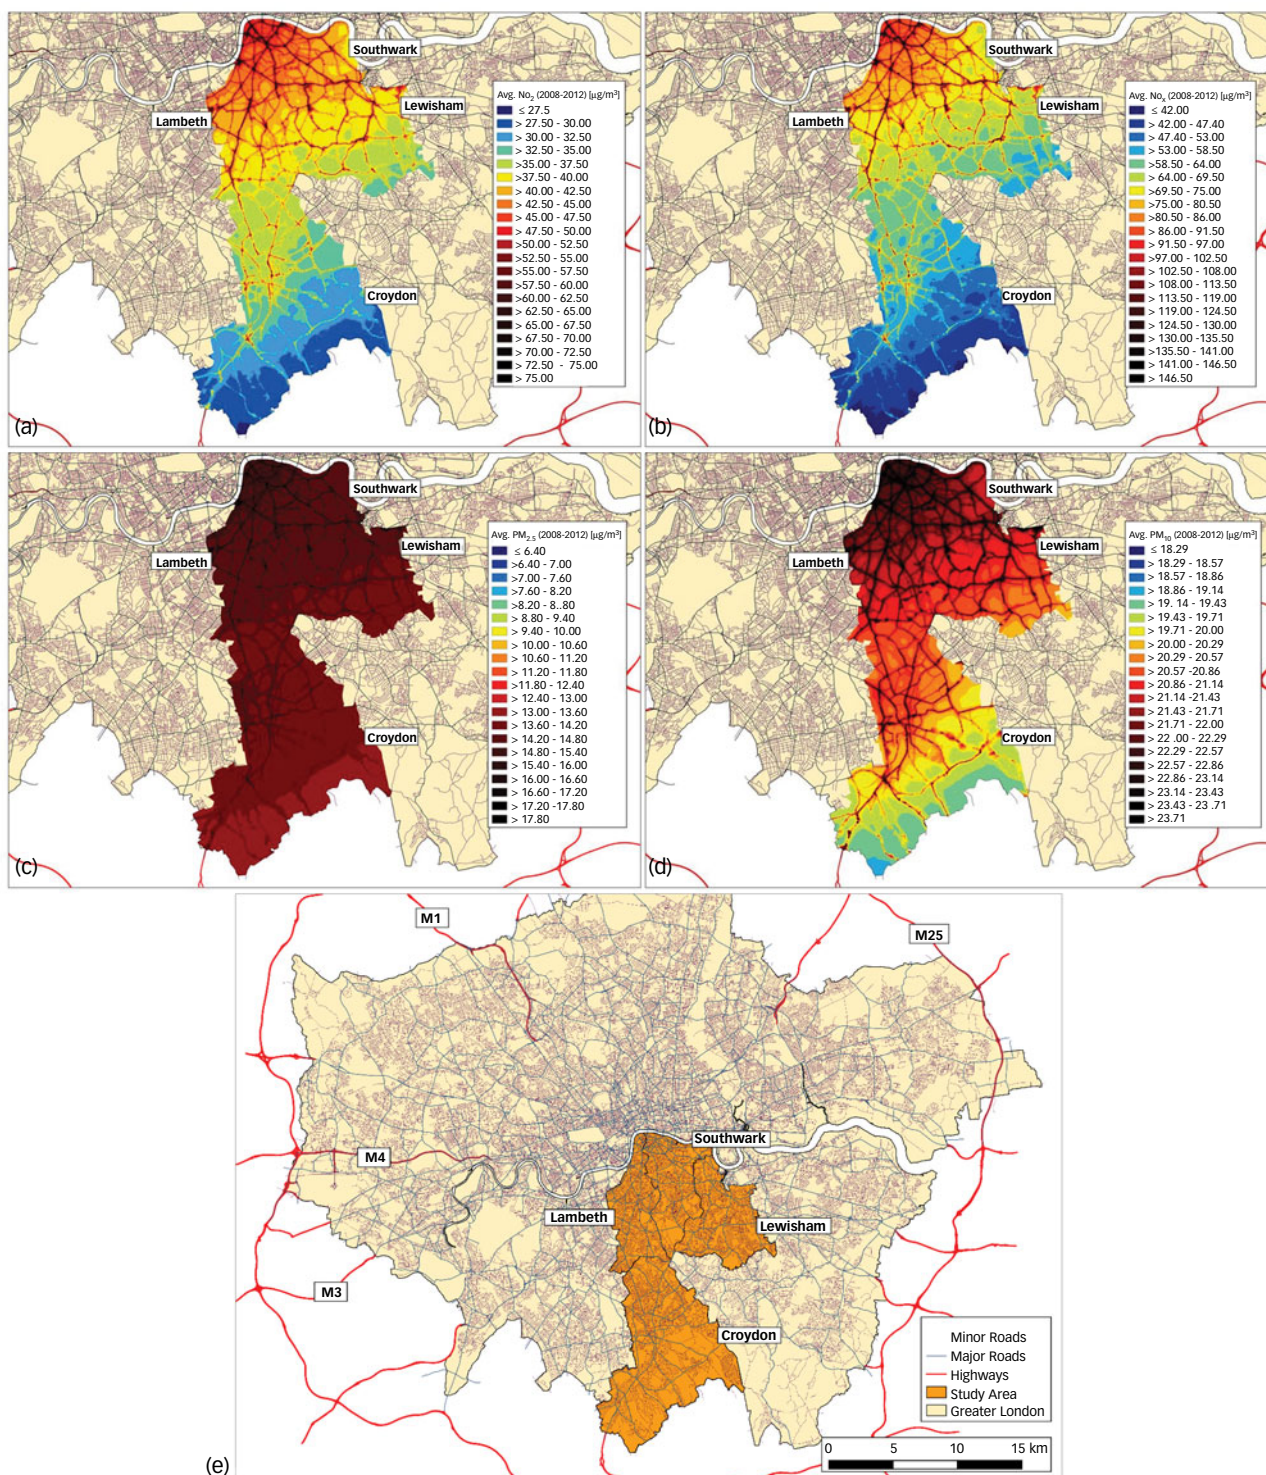 Southwark
Lewisham
Lambeth
Croydon
Avg. No2 (2008-2012) [µg/m³]
≤ 27.5
> 27.50 - 30.00
> 30.00 - 32.50
> 32.50 - 35.00
>35.00 - 37.50
>37.50 - 40.00
> 40.00 - 42.50
> 42.50 - 45.00
> 45.00 - 47.50
> 47.50 - 50.00
>50.00 - 52.50
>52.50 - 55.00
>55.00 - 57.50
>57.50 - 60.00
>60.00 - 62.50
> 62.50 - 65.00
> 65.00 - 67.50
> 67.50 - 70.00
> 70.00 - 72.50
> 72.50 - 75.00
> 75.00
(a)
Southwark
Lewisham
Lambeth
Croydon
Avg. Nox (2008-2012) [µg/m³]
≤ 42.00
> 42.00 - 47.40
> 47.40 - 53.00
> 53.00 - 58.50
>58.50 - 64.00
> 64.00 - 69.50
>69.50 - 75.00
>75.00 - 80.50
>80.50 - 86.00
> 86.00 - 91.50
> 91.50 - 97.00
>97.00 - 102.50
> 102.50 - 108.00
> 108.00 - 113.50
> 113.50 - 119.00
> 119.00 - 124.50
> 124.50 - 130.00
> 130.00 -135.50
>135.50 - 141.00
> 141.00 - 146.50
> 146.50
(b)
Southwark
Lewisham
Lambeth
Croydon
Avg. PM2.5 (2008-2012) [µg/m³]
≤ 6.40
>6.40 - 7.00
>7.00 - 7.60
>7.60 - 8.20
>8.20 - 8..80
> 8.80 - 9.40
> 9.40 - 10.00
> 10.00 - 10.60
> 10.60 - 11.20
> 11.20 - 11.80
>11.80 - 12.40
> 12.40 - 13.00
> 13.00 - 13.60
> 13.60 - 14.20
> 14.20 - 14.80
> 14.80 - 15.40
> 15.40 - 16.00
> 16.00 - 16.60
> 16.60 - 17.20
> 17.20 -17.80
> 17.80
(c)
Southwark
Lewisham
Lambeth
Croydon
Avg. PM10 (2008-2012) [µg/m³]
≤ 18.29
> 18.29 - 18.57
> 18.57 - 18.86
> 18.86 - 19.14
> 19. 14 - 19.43
> 19.43 - 19.71
> 19.71 - 20.00
> 20.00 - 20.29
> 20.29 - 20.57
> 20.57 -20.86
> 20.86 - 21.14
> 21.14 -21.43
> 21.43 - 21.71
> 21.71 - 22.00
> 22 .00 - 22.29
> 22.29 - 22.57
> 22.57 - 22.86
> 22.86 - 23.14
> 23.14 - 23.43
> 23.43 - 23 .71
> 23.71
(d)
M1
M25
M4
M3
Southwark
Lambeth
Lewisham
Croydon
Minor Roads
Major Roads
Highways
Study Area
Greater London
0 5 10 15 km
(e)